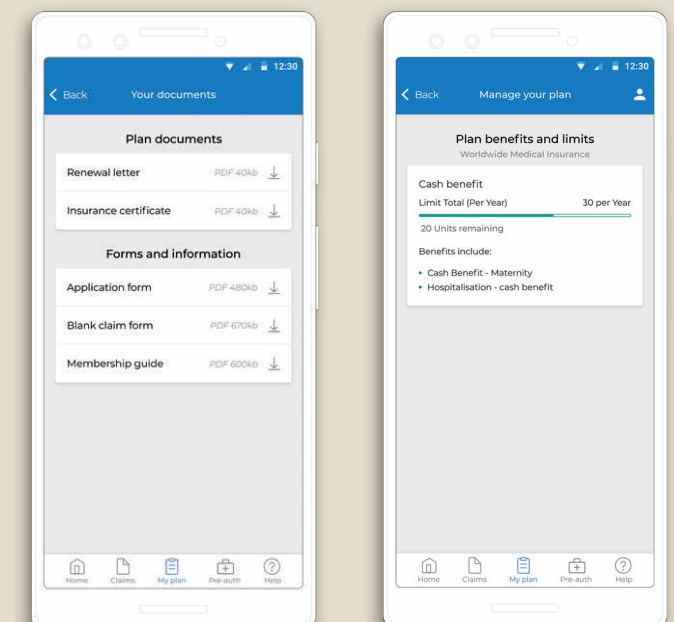 12:30
Back Your documents
Plan documents
Renewal letter PDF 40kb
Insurance certificate PDF 40kb
Forms and information
Application form PDF 480kb
Blank claim form PDF 670kb
Membership guide PDF 600kb
Home Claims My plan Pre-auth Help
12:30
Back Manage your plan
Plan benefits and limits
Worldwide Medical Insurance
Cash benefit
Limit Total (Per Year) 30 per Year
20 Units remaining
Benefits include:
• Cash Benefit - Maternity
• Hospitalisation - cash benefit
Home Claims My plan Pre-auth Help